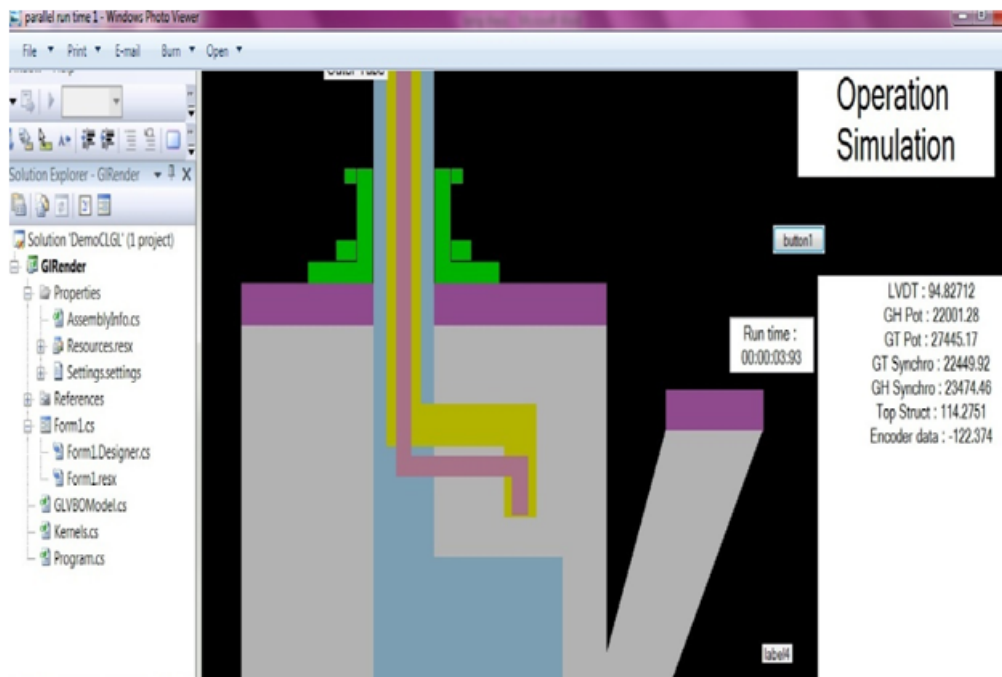 parallel run time 1 - Windows Photo Viewer
File Print E-mail Burn Open
Solution Explorer - GlRender
Solution 'DemoCLGL' (1 project)
GlRender
Properties
AssemblyInfo.cs
Resources.resx
Settings.settings
References
Form1.cs
Form1.Designer.cs
Form1.resx
GLVBOModel.cs
Kernels.cs
Program.cs
Outer Tube
Operation
Simulation
button1
LVDT : 94.82712
GH Pot : 22001.28
GT Pot : 27445.17
GT Synchro : 22449.92
GH Synchro : 23474.46
Top Struct : 114.2751
Encoder data : -122.374
Run time :
00:00:03:93
label4